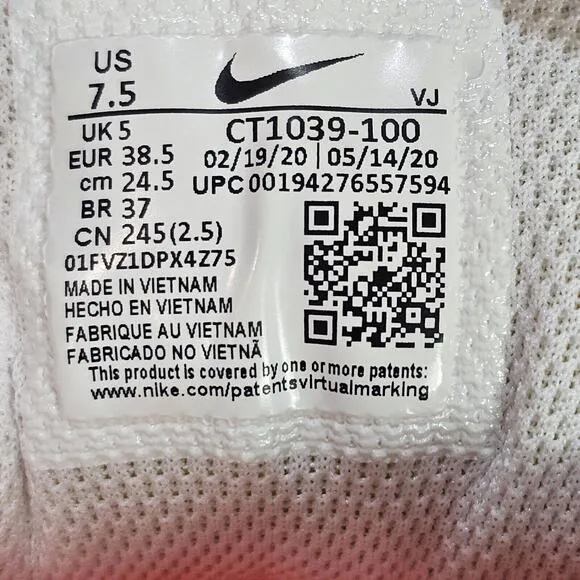 US
7.5
VJ
UK 5
CT1039-100
EUR 38.5
02/19/20 | 05/14/20
cm 24.5
UPC 00194276557594
BR 37
CN 245(2.5)
01FVZ1DPX4Z75
MADE IN VIETNAM
HECHO EN VIETNAM
FABRIQUE AU VIETNAM
FABRICADO NO VIETNÃ
This product is covered by one or more patents:
www.nike.com/patentsvirtualmarking